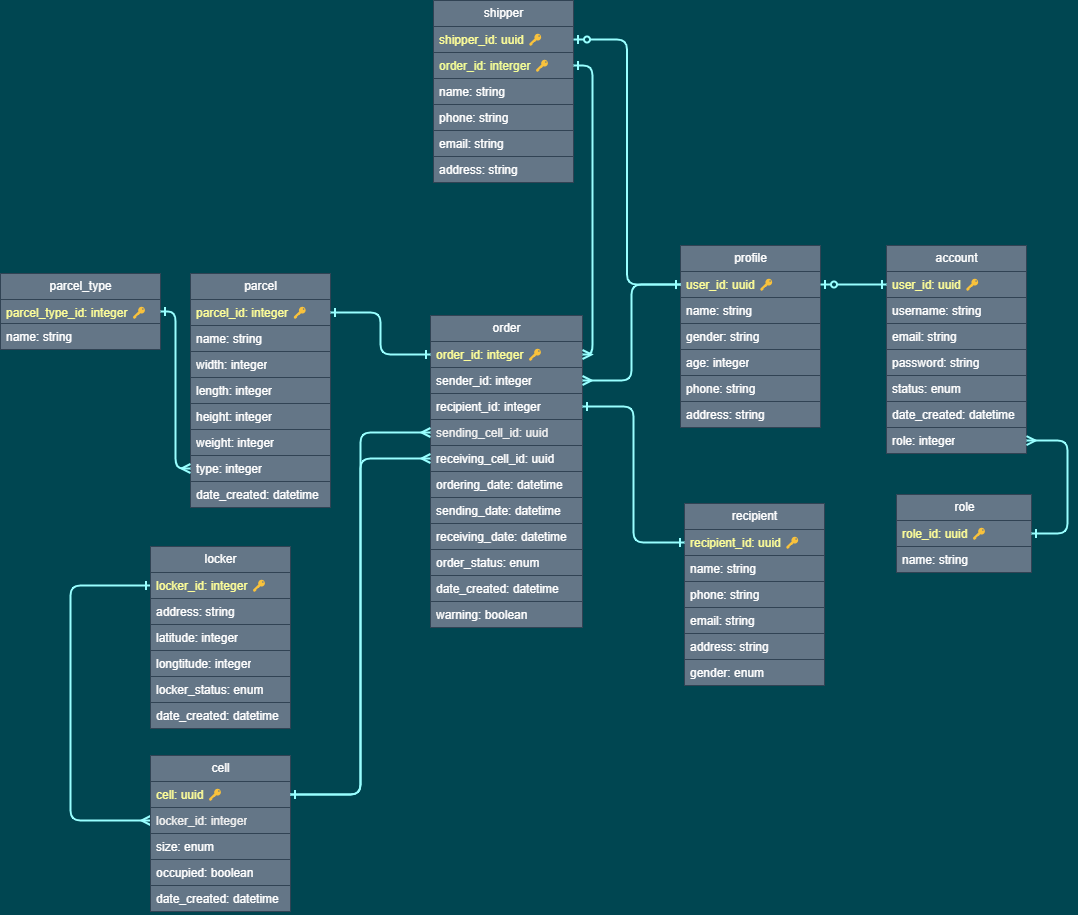 shipper
shipper_id: uuid 🔑
order_id: interger 🔑
name: string
phone: string
email: string
address: string
parcel_type
parcel_type_id: integer 🔑
name: string
parcel
parcel_id: integer 🔑
name: string
width: integer
length: integer
height: integer
weight: integer
type: integer
date_created: datetime
order
order_id: integer 🔑
sender_id: integer
recipient_id: integer
sending_cell_id: uuid
receiving_cell_id: uuid
ordering_date: datetime
sending_date: datetime
receiving_date: datetime
order_status: enum
date_created: datetime
warning: boolean
profile
user_id: uuid 🔑
name: string
gender: string
age: integer
phone: string
address: string
account
user_id: uuid 🔑
username: string
email: string
password: string
status: enum
date_created: datetime
role: integer
role
role_id: uuid 🔑
name: string
recipient
recipient_id: uuid 🔑
name: string
phone: string
email: string
address: string
gender: enum
locker
locker_id: integer 🔑
address: string
latitude: integer
longtitude: integer
locker_status: enum
date_created: datetime
cell
cell: uuid 🔑
locker_id: integer
size: enum
occupied: boolean
date_created: datetime